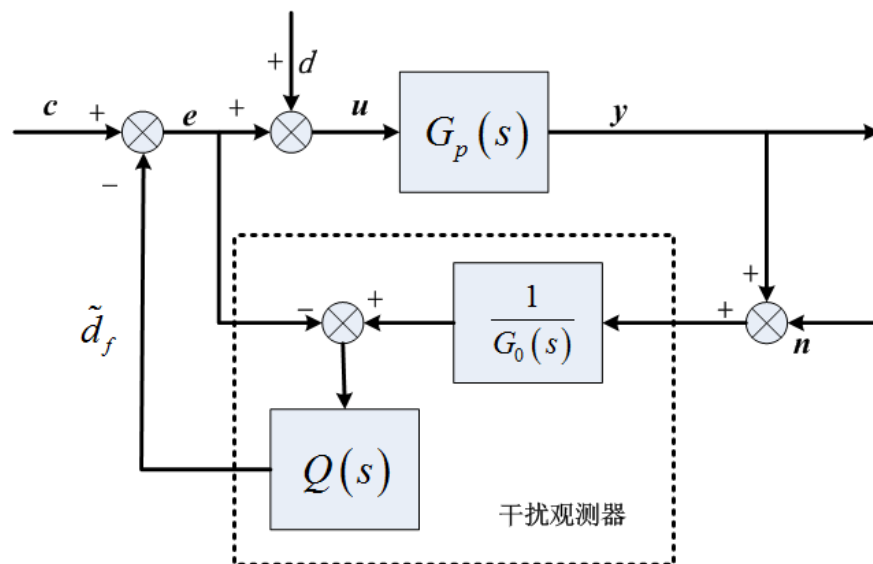 + d
c + e + u G_p(s) y
−
+
− + 1/G_0(s) + n
d̃_f
Q(s)
干扰观测器